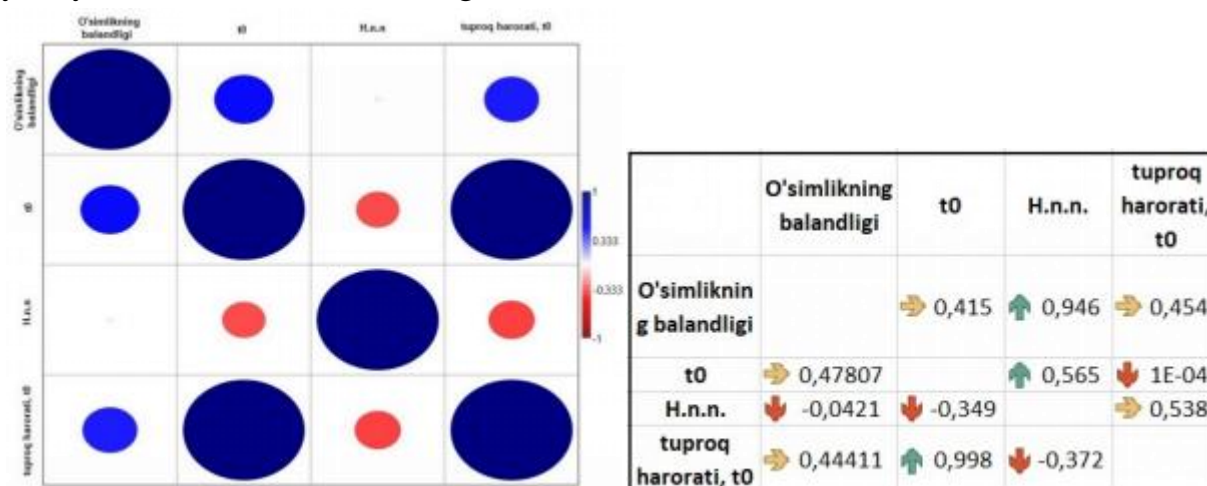 O'simlikning
balandligi
t0
H.n.n
tuproq harorati, t0
O'simlikning
balandligi
t0
H.n.n
tuproq harorati, t0
1
0.333
-0.333
-1
O'simlikning
balandligi
t0
H.n.n.
tuproq
harorati,
t0
O'simliknin
g balandligi
0,415
0,946
0,454
t0
0,47807
0,565
1E-04
H.n.n.
-0,0421
-0,349
0,538
tuproq
harorati, t0
0,44411
0,998
-0,372